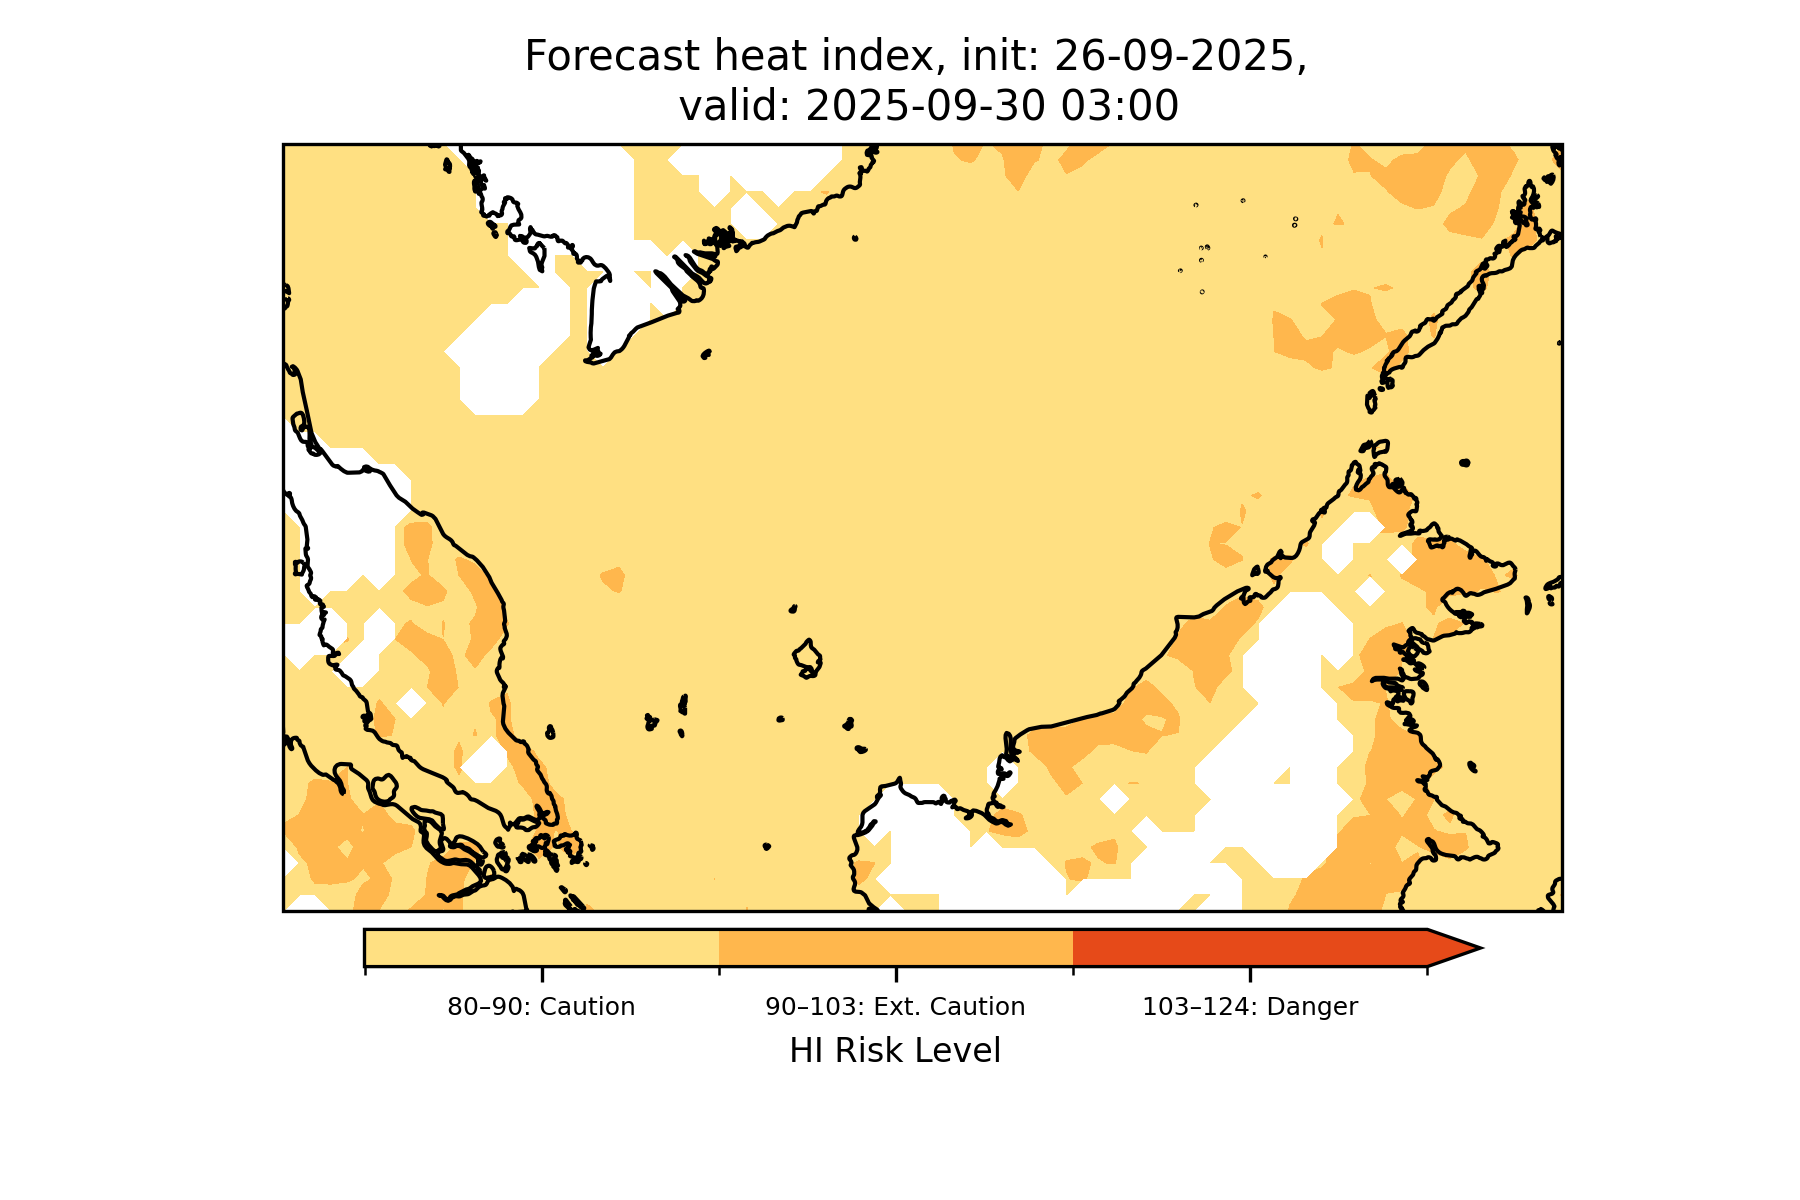 Forecast heat index, init: 26-09-2025,
valid: 2025-09-30 03:00
80–90: Caution
90–103: Ext. Caution
103–124: Danger
HI Risk Level